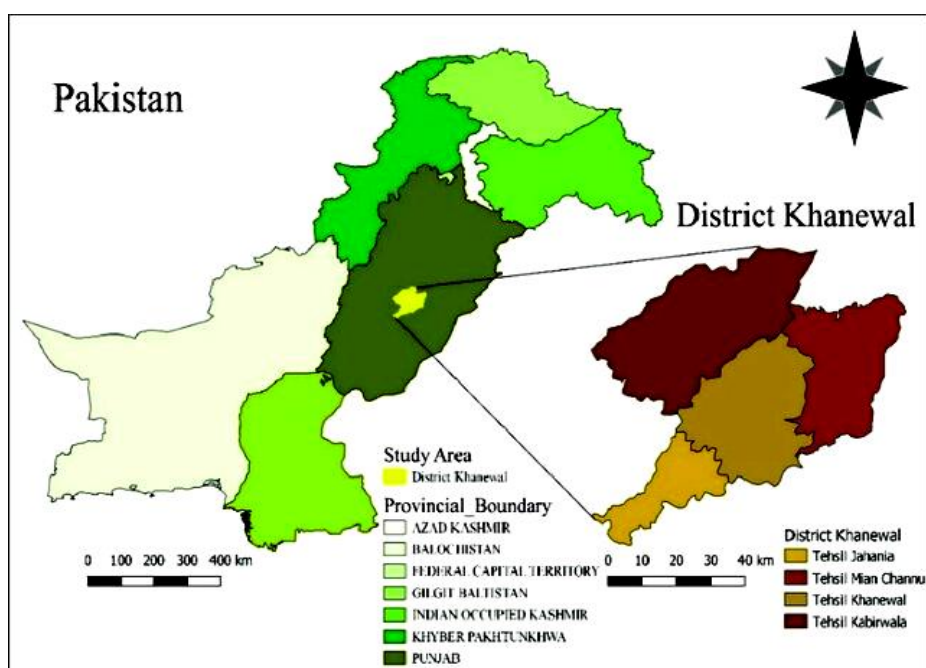 Pakistan
District Khanewal
Study Area
District Khanewal
Provincial_Boundary
AZAD KASHMIR
BALOCHISTAN
FEDERAL CAPITAL TERRITORY
GILGIT BALTISTAN
INDIAN OCCUPIED KASHMIR
KHYBER PAKHTUNKHWA
PUNJAB
0 100 200 300 400 km
0 10 20 30 40 km
District Khanewal
Tehsil Jahania
Tehsil Mian Channu
Tehsil Khanewal
Tehsil Kabirwala